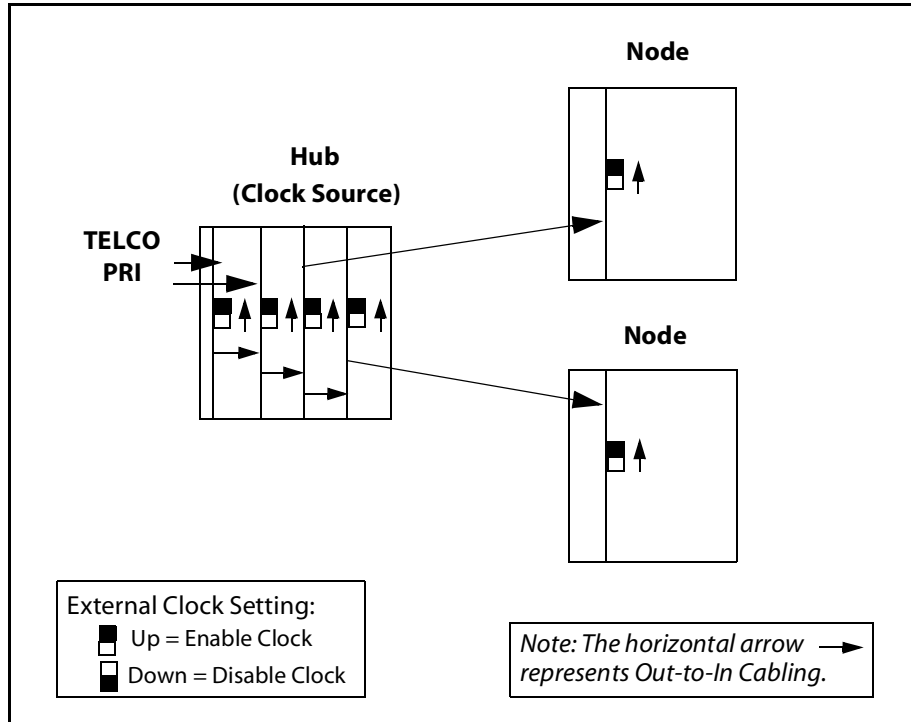 Node
Hub
(Clock Source)
TELCO
PRI
Node
External Clock Setting:
Up = Enable Clock
Down = Disable Clock
Note: The horizontal arrow
represents Out-to-In Cabling.